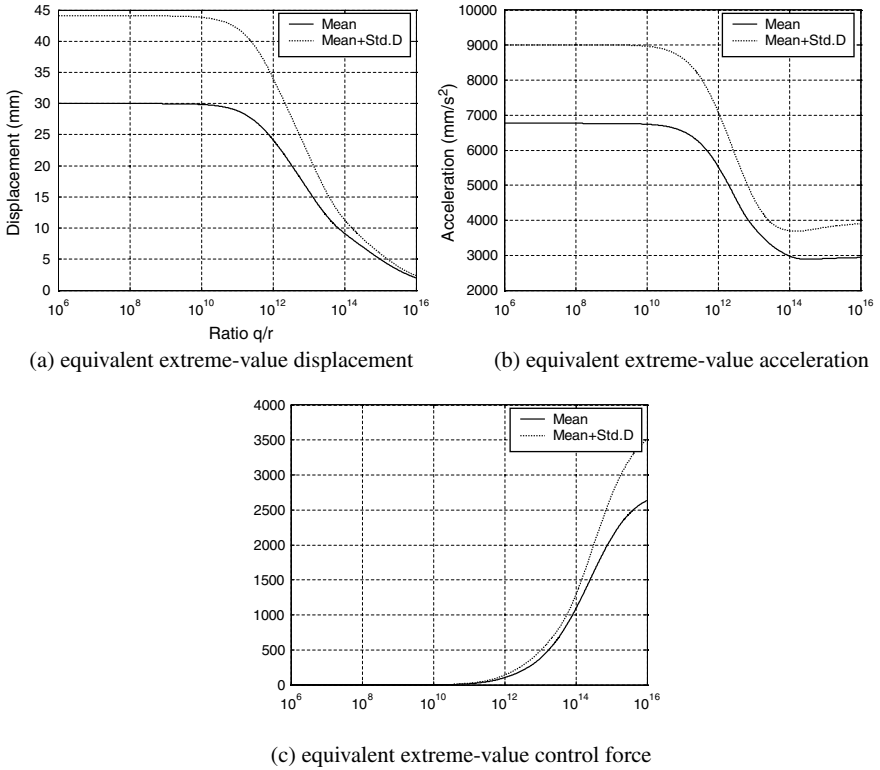 45
40
35
30
25
20
15
10
5
0
Displacement (mm)
Mean
Mean+Std.D
10^6 10^8 10^10 10^12 10^14 10^16
Ratio q/r
(a) equivalent extreme-value displacement
10000
9000
8000
7000
6000
5000
4000
3000
2000
Acceleration (mm/s²)
Mean
Mean+Std.D
10^6 10^8 10^10 10^12 10^14 10^16
(b) equivalent extreme-value acceleration
4000
3500
3000
2500
2000
1500
1000
500
0
Mean
Mean+Std.D
10^6 10^8 10^10 10^12 10^14 10^16
(c) equivalent extreme-value control force